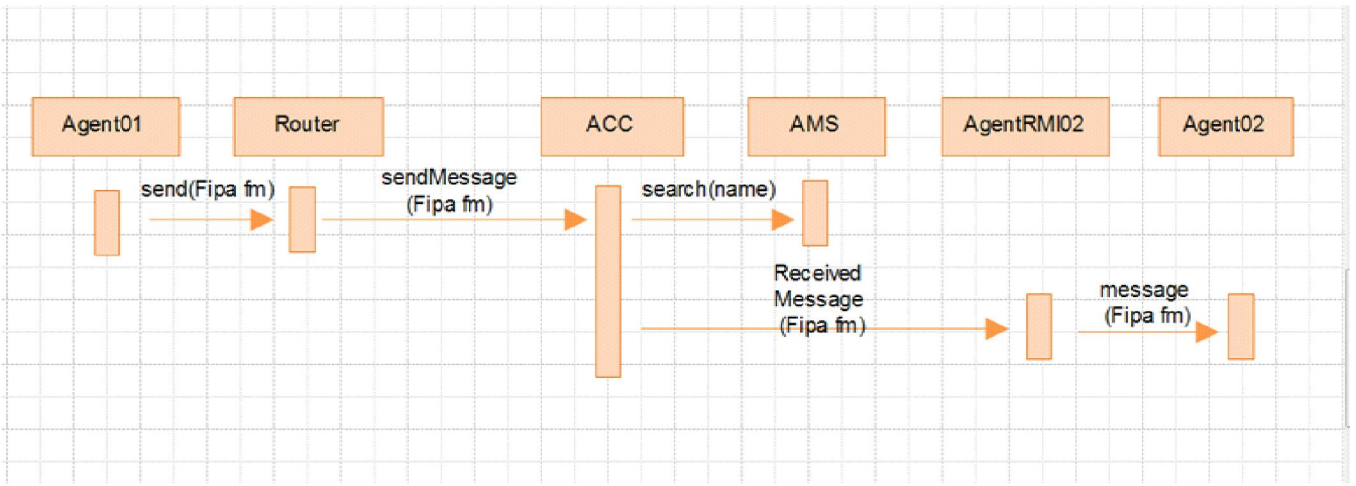 Agent01
Router
ACC
AMS
AgentRMI02
Agent02
send(Fipa fm)
sendMessage
(Fipa fm)
search(name)
Received
Message
(Fipa fm)
message
(Fipa fm)